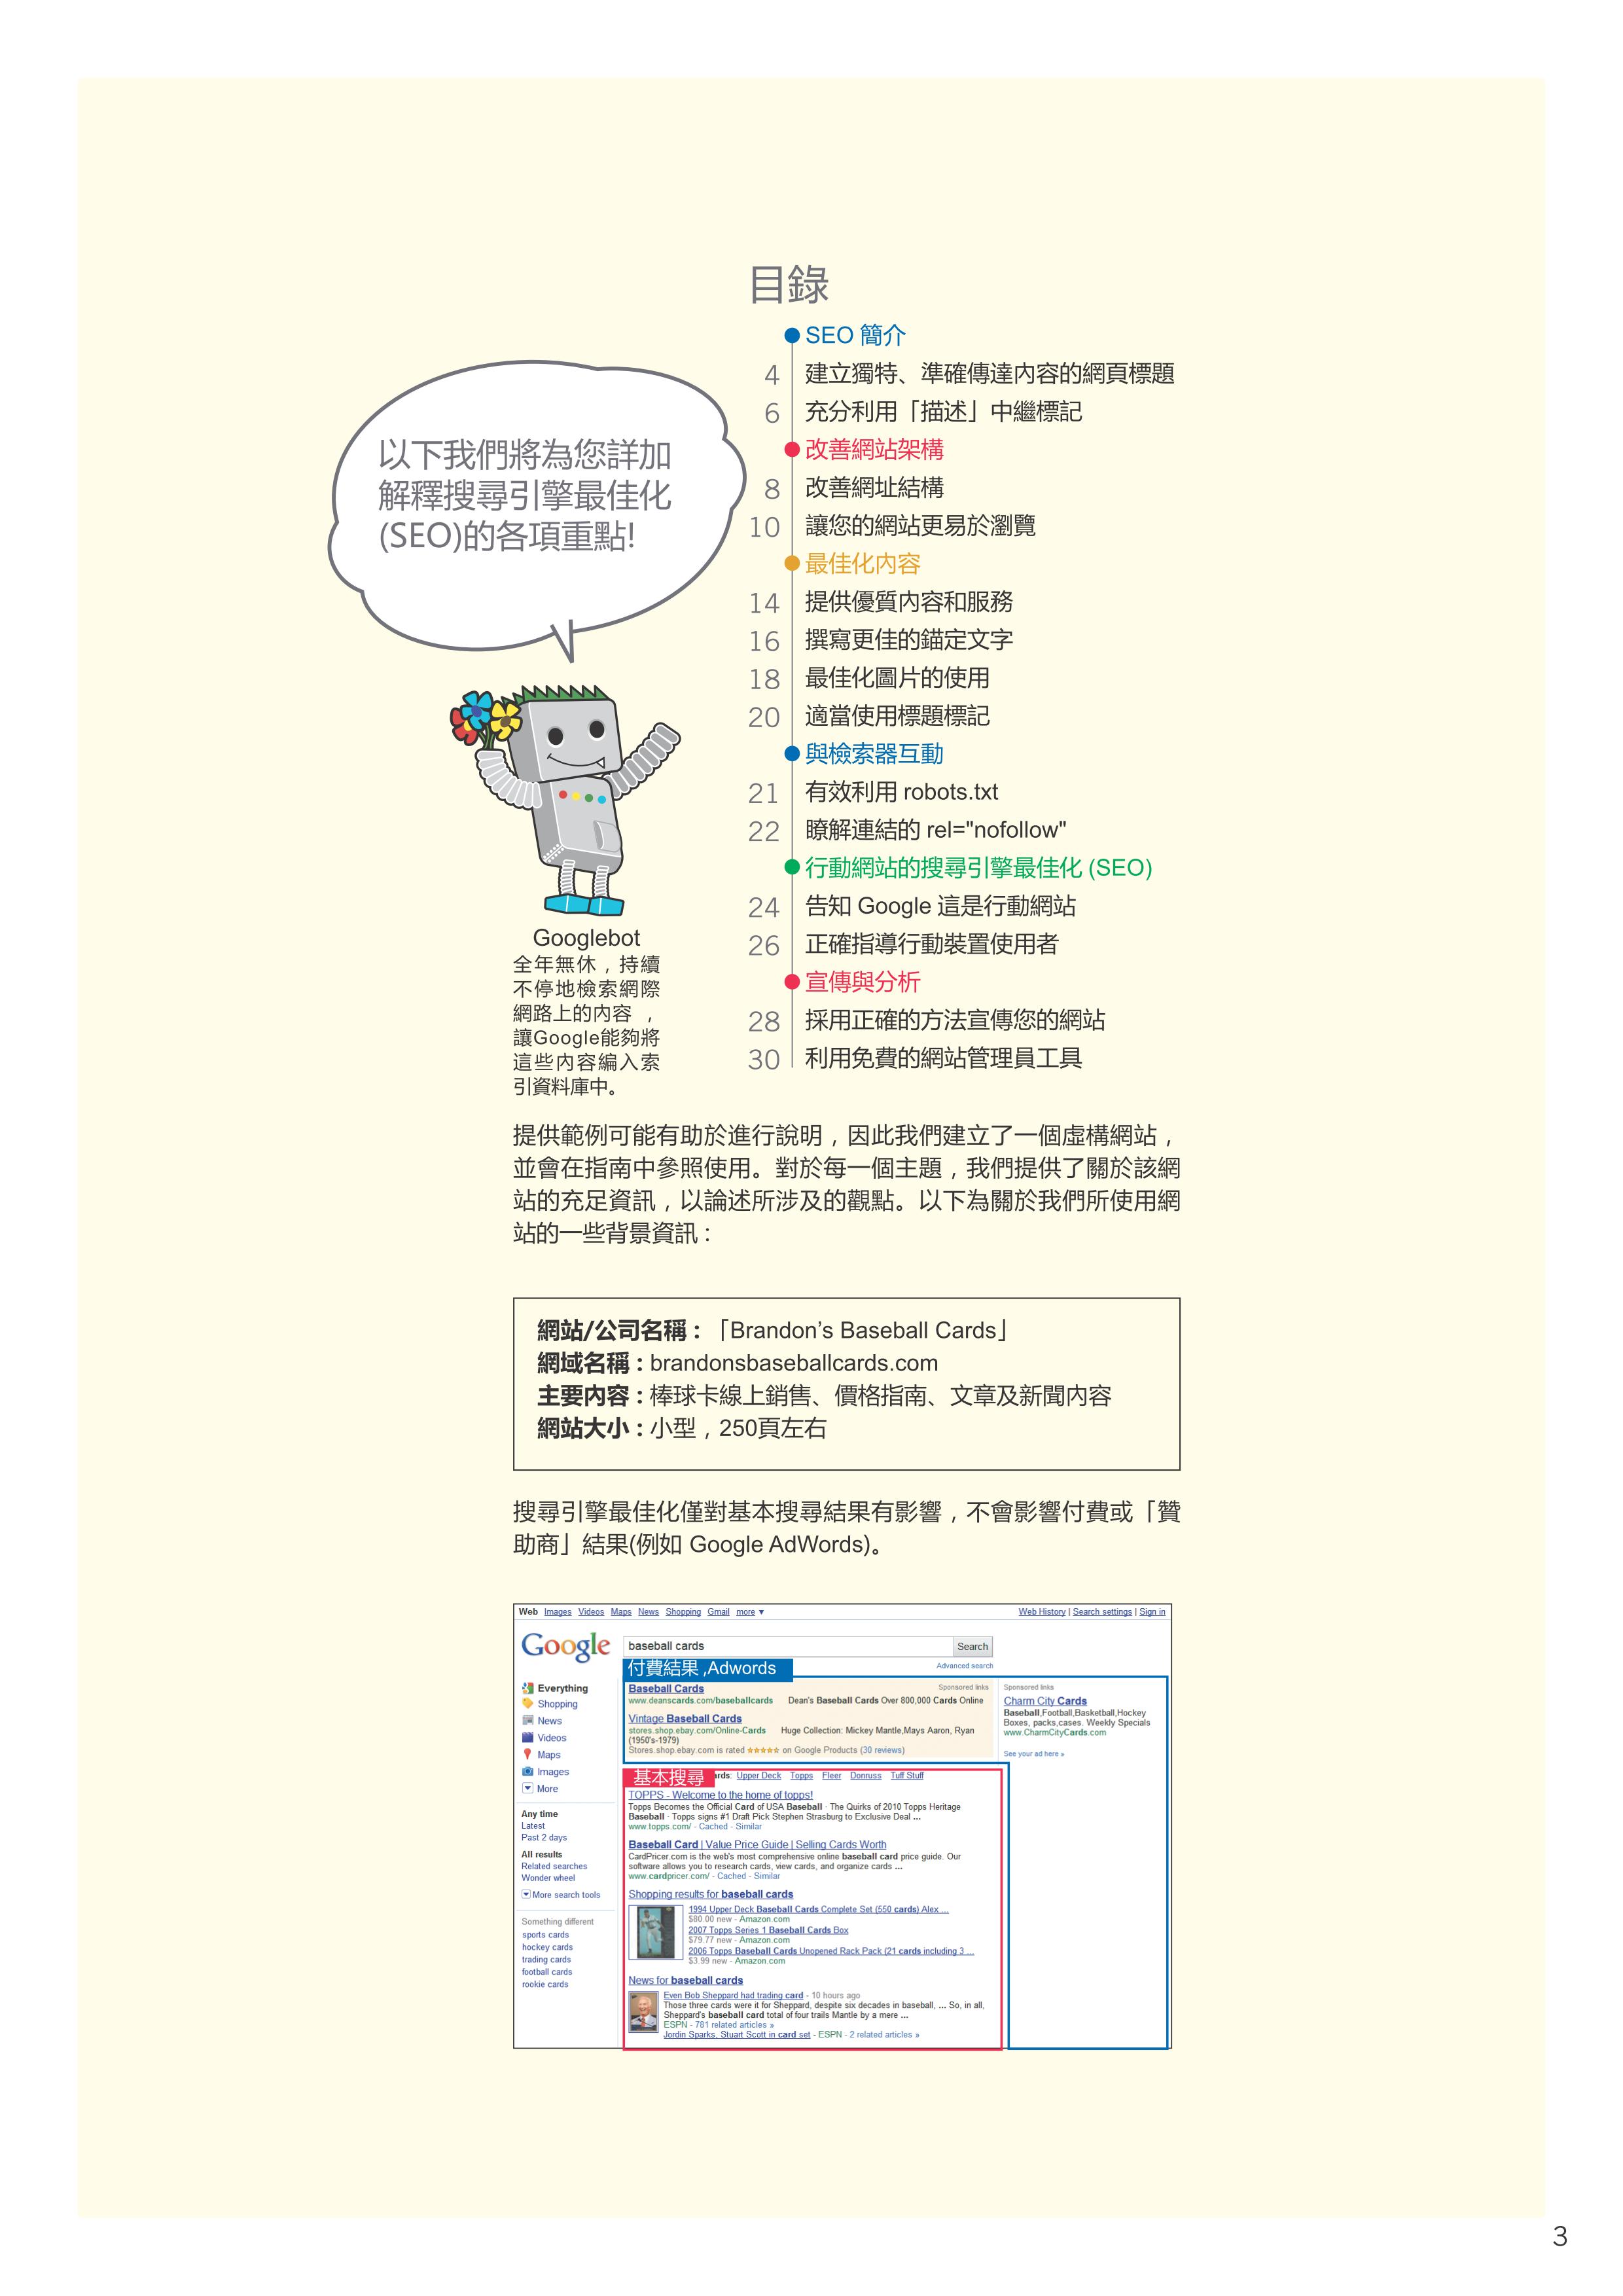 目錄
SEO 簡介
4 建立獨特、準確傳達內容的網頁標題
6 充分利用「描述」中繼標記
改善網站架構
8 改善網址結構
10 讓您的網站更易於瀏覽
最佳化內容
14 提供優質內容和服務
16 撰寫更佳的錨定文字
18 最佳化圖片的使用
20 適當使用標題標記
與檢索器互動
21 有效利用 robots.txt
22 瞭解連結的 rel="nofollow"
行動網站的搜尋引擎最佳化 (SEO)
24 告知 Google 這是行動網站
26 正確指導行動裝置使用者
宣傳與分析
28 採用正確的方法宣傳您的網站
30 利用免費的網站管理員工具
以下我們將為您詳加
解釋搜尋引擎最佳化
(SEO)的各項重點!
Googlebot
全年無休，持續
不停地檢索網際
網路上的內容，
讓Google能夠將
這些內容編入索
引資料庫中。
提供範例可能有助於進行說明，因此我們建立了一個虛構網站，
並會在指南中參照使用。對於每一個主題，我們提供了關於該網
站的充足資訊，以論述所涉及的觀點。以下為關於我們所使用網
站的一些背景資訊：
網站/公司名稱：「Brandon’s Baseball Cards」
網域名稱：brandonsbaseballcards.com
主要內容：棒球卡線上銷售、價格指南、文章及新聞內容
網站大小：小型，250頁左右
搜尋引擎最佳化僅對基本搜尋結果有影響，不會影響付費或「贊
助商」結果(例如 Google AdWords)。
Web Images Videos Maps News Shopping Gmail more ▼
Web History | Search settings | Sign in
Google
baseball cards
Search
Advanced search
付費結果 ,Adwords
Everything
Shopping
News
Videos
Maps
Images
More
Any time
Latest
Past 2 days
All results
Related searches
Wonder wheel
More search tools
Something different
sports cards
hockey cards
trading cards
football cards
rookie cards
Baseball Cards
Sponsored links
www.deanscards.com/baseballcards Dean's Baseball Cards Over 800,000 Cards Online
Vintage Baseball Cards
stores.shop.ebay.com/Online-Cards Huge Collection: Mickey Mantle,Mays Aaron, Ryan
(1950's-1979)
Stores.shop.ebay.com is rated ★★★★★ on Google Products (30 reviews)
Sponsored links
Charm City Cards
Baseball,Football,Basketball,Hockey
Boxes, packs,cases. Weekly Specials
www.CharmCityCards.com
See your ad here »
基本搜尋
ards: Upper Deck Topps Fleer Donruss Tuff Stuff
TOPPS - Welcome to the home of topps!
Topps Becomes the Official Card of USA Baseball · The Quirks of 2010 Topps Heritage
Baseball · Topps signs #1 Draft Pick Stephen Strasburg to Exclusive Deal ...
www.topps.com/ - Cached - Similar
Baseball Card | Value Price Guide | Selling Cards Worth
CardPricer.com is the web's most comprehensive online baseball card price guide. Our
software allows you to research cards, view cards, and organize cards ...
www.cardpricer.com/ - Cached - Similar
Shopping results for baseball cards
1994 Upper Deck Baseball Cards Complete Set (550 cards) Alex ...
$80.00 new - Amazon.com
2007 Topps Series 1 Baseball Cards Box
$79.77 new - Amazon.com
2006 Topps Baseball Cards Unopened Rack Pack (21 cards including 3 ...
$3.99 new - Amazon.com
News for baseball cards
Even Bob Sheppard had trading card - 10 hours ago
Those three cards were it for Sheppard, despite six decades in baseball, ... So, in all,
Sheppard's baseball card total of four trails Mantle by a mere ...
ESPN - 781 related articles »
Jordin Sparks, Stuart Scott in card set - ESPN - 2 related articles »
3